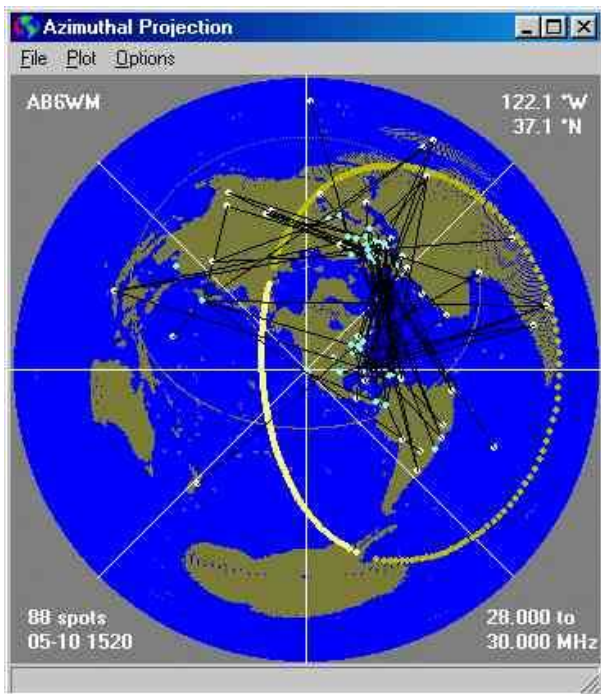 Azimuthal Projection
File Plot Options
AB6WM
122.1 °W
37.1 °N
88 spots
05-10 1520
28.000 to
30.000 MHz